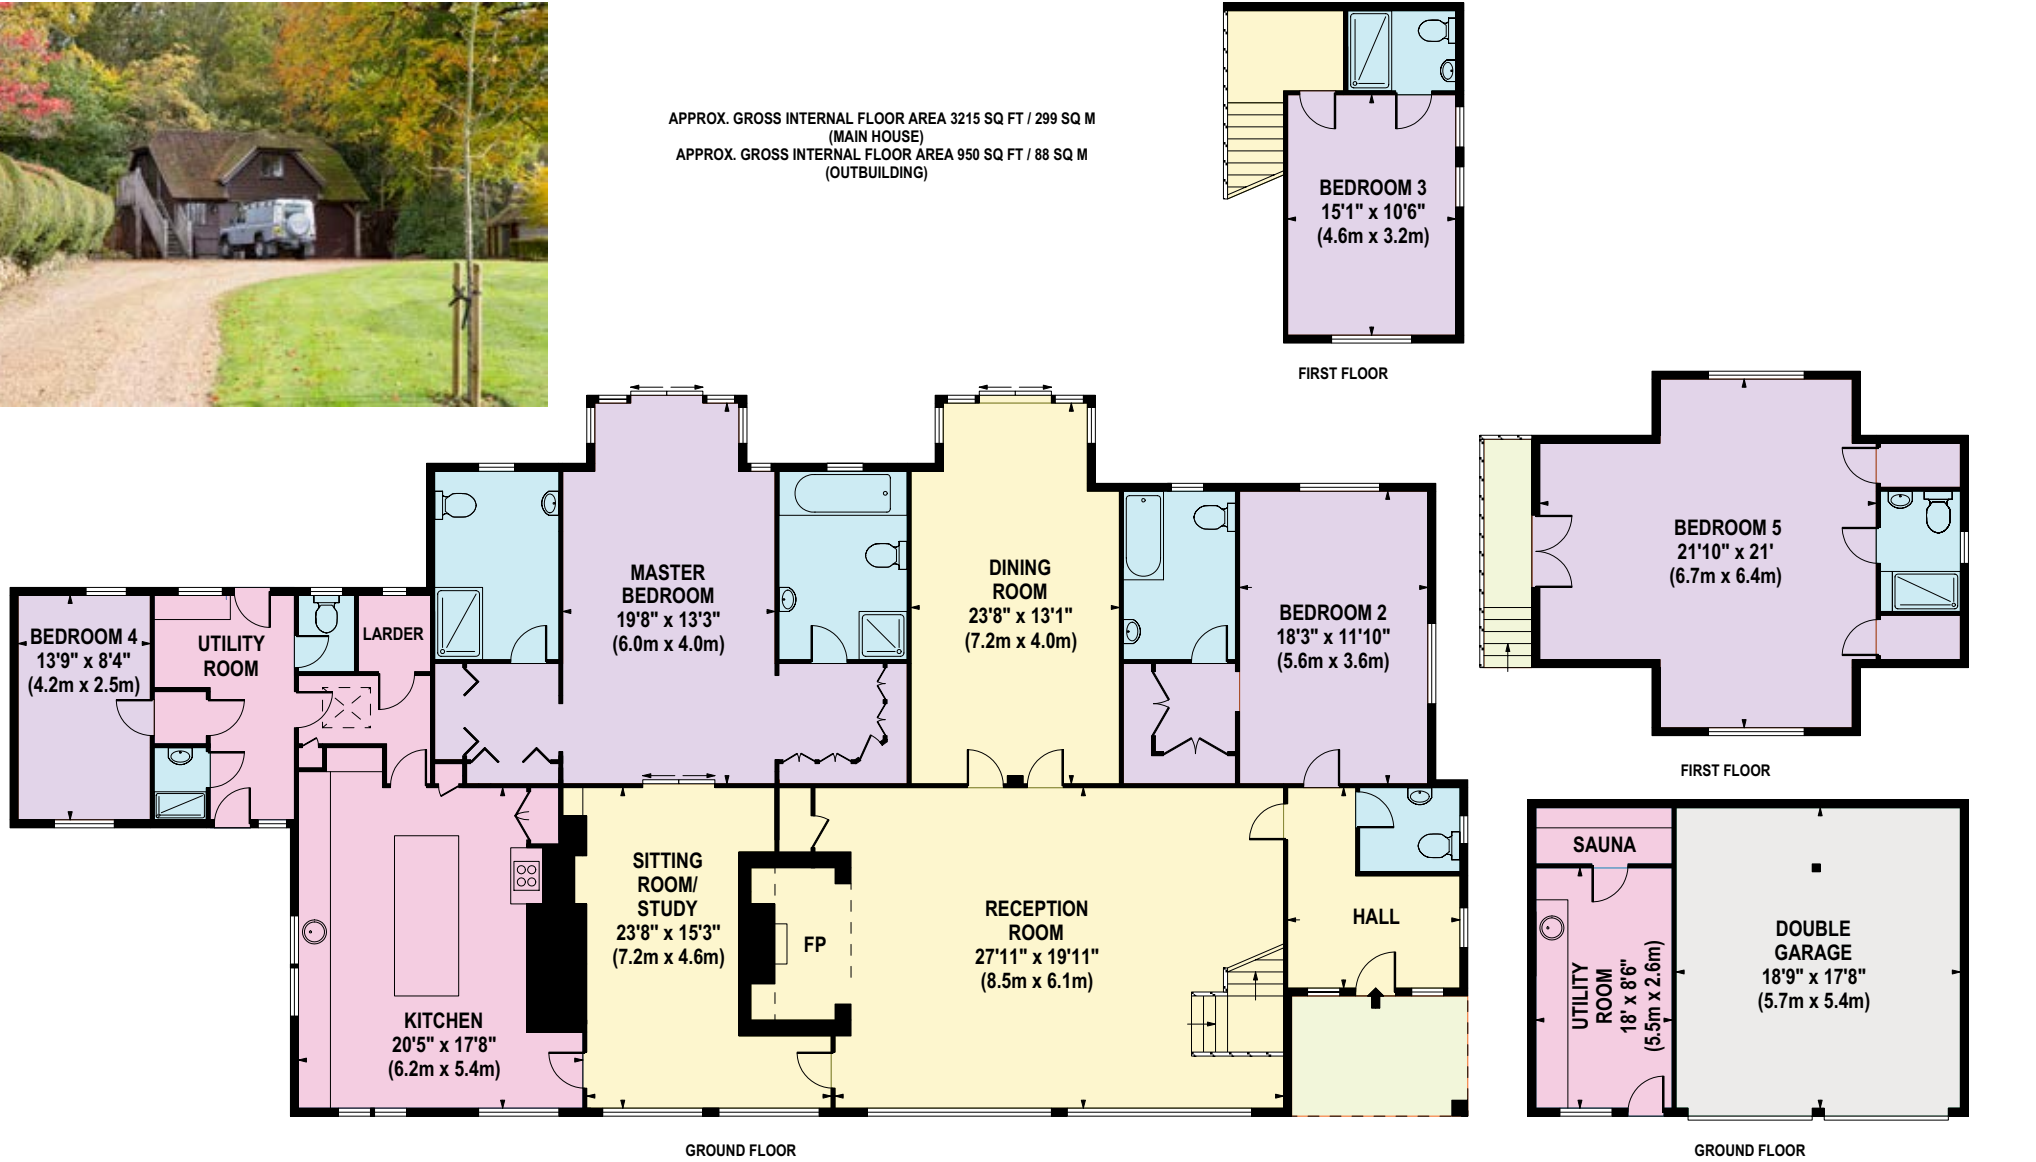 APPROX. GROSS INTERNAL FLOOR AREA 3215 SQ FT / 299 SQ M
(MAIN HOUSE)
APPROX. GROSS INTERNAL FLOOR AREA 950 SQ FT / 88 SQ M
(OUTBUILDING)
BEDROOM 3
15'1" x 10'6"
(4.6m x 3.2m)
FIRST FLOOR
BEDROOM 4
13'9" x 8'4"
(4.2m x 2.5m)
UTILITY
ROOM
LARDER
MASTER
BEDROOM
19'8" x 13'3"
(6.0m x 4.0m)
DINING
ROOM
23'8" x 13'1"
(7.2m x 4.0m)
BEDROOM 2
18'3" x 11'10"
(5.6m x 3.6m)
KITCHEN
20'5" x 17'8"
(6.2m x 5.4m)
SITTING
ROOM/
STUDY
23'8" x 15'3"
(7.2m x 4.6m)
FP
RECEPTION
ROOM
27'11" x 19'11"
(8.5m x 6.1m)
HALL
GROUND FLOOR
BEDROOM 5
21'10" x 21'
(6.7m x 6.4m)
FIRST FLOOR
SAUNA
UTILITY
ROOM
18' x 8'6"
(5.5m x 2.6m)
DOUBLE
GARAGE
18'9" x 17'8"
(5.7m x 5.4m)
GROUND FLOOR